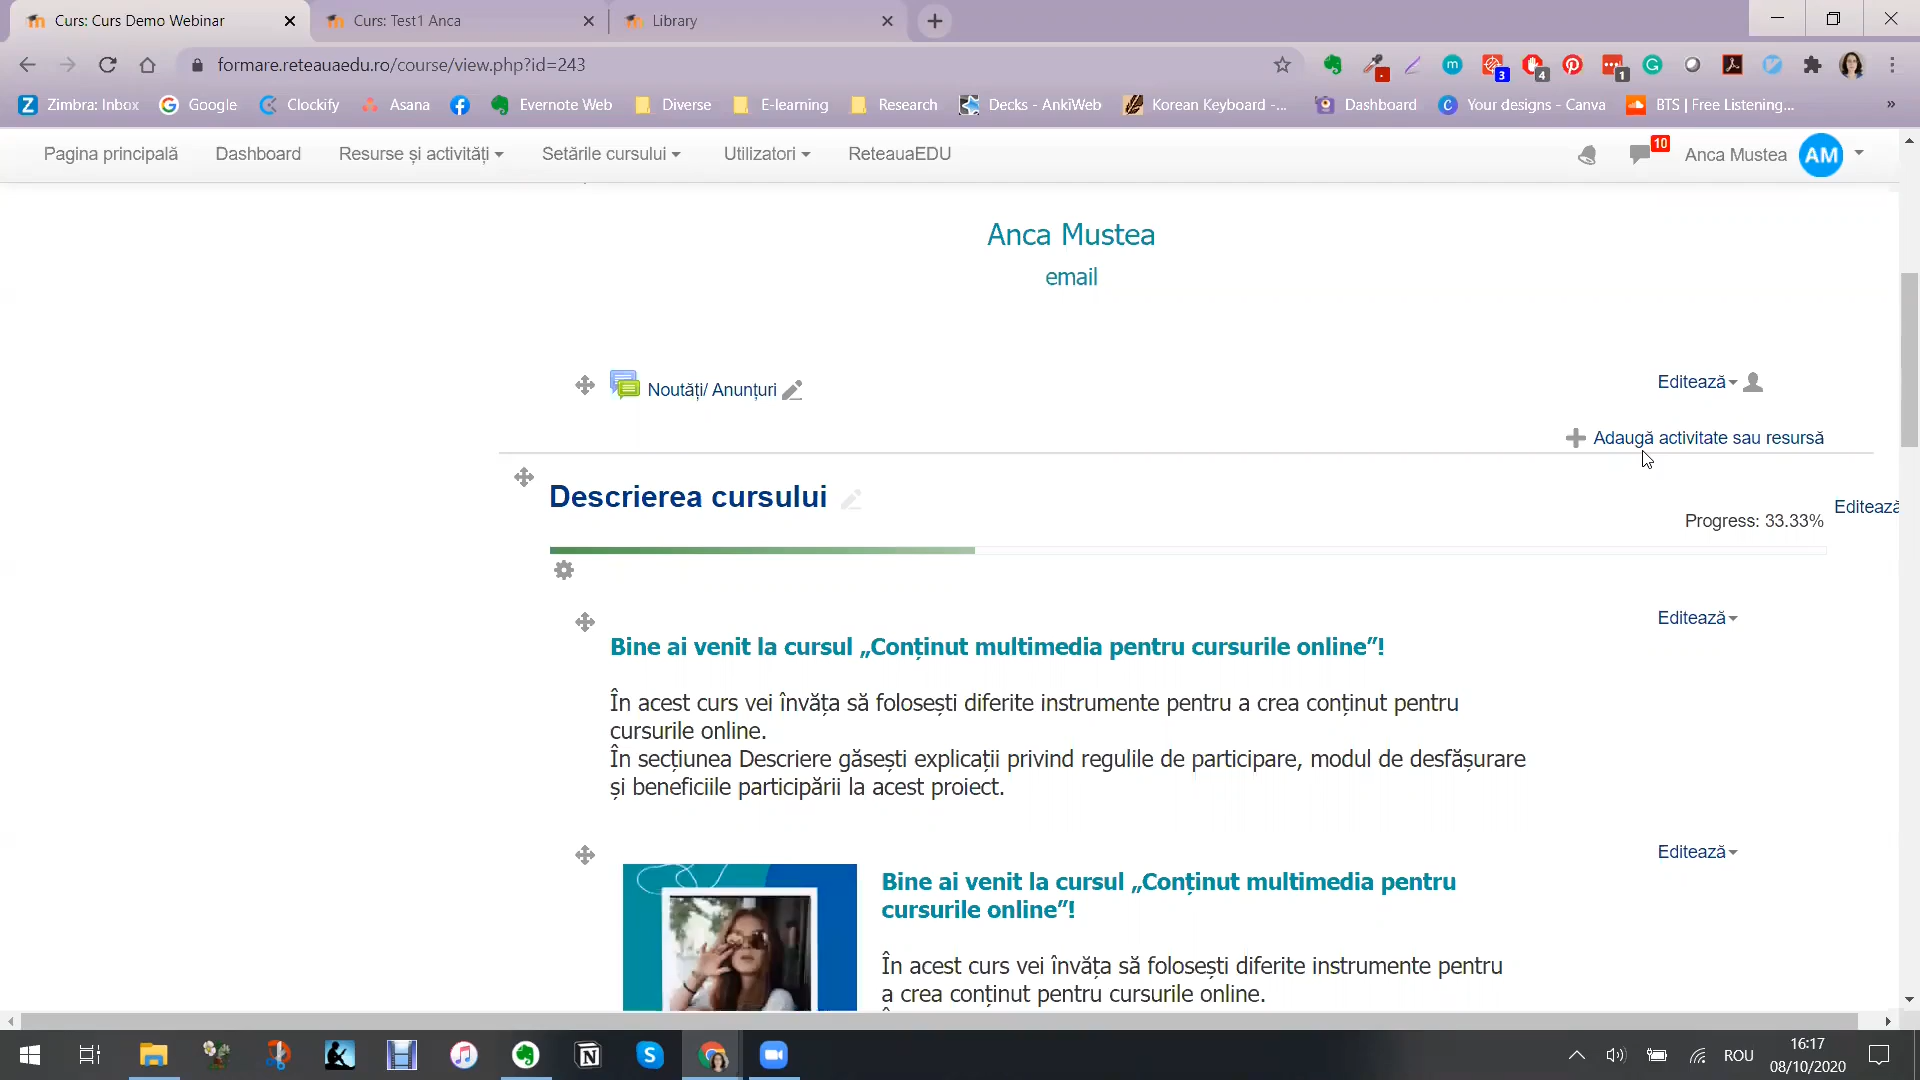 Curs: Curs Demo Webinar
Curs: Test1 Anca
Library
formare.reteauaedu.ro/course/view.php?id=243
3
4
1
Zimbra: Inbox
Google
Clockify
Asana
Evernote Web
Diverse
E-learning
Research
Decks - AnkiWeb
Korean Keyboard -...
Dashboard
Your designs - Canva
BTS | Free Listening...
»
Pagina principală
Dashboard
Resurse și activități
Setările cursului
Utilizatori
ReteauaEDU
10
Anca Mustea
AM
Anca Mustea
email
Noutăți/ Anunțuri
Editează
Adaugă activitate sau resursă
Descrierea cursului
Editează
Progress: 33.33%
Editează
Bine ai venit la cursul „Conținut multimedia pentru cursurile online”!
În acest curs vei învăța să folosești diferite instrumente pentru a crea conținut pentru
cursurile online.
În secțiunea Descriere găsești explicații privind regulile de participare, modul de desfășurare
și beneficiile participării la acest proiect.
Editează
Bine ai venit la cursul „Conținut multimedia pentru
cursurile online”!
În acest curs vei învăța să folosești diferite instrumente pentru
a crea conținut pentru cursurile online.
ROU
16:17
08/10/2020